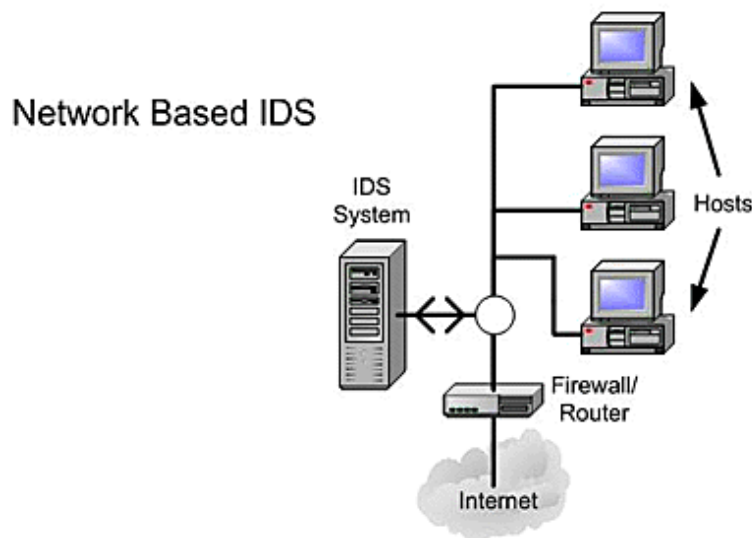 Network Based IDS
IDS
System
Hosts
Firewall/
Router
Internet